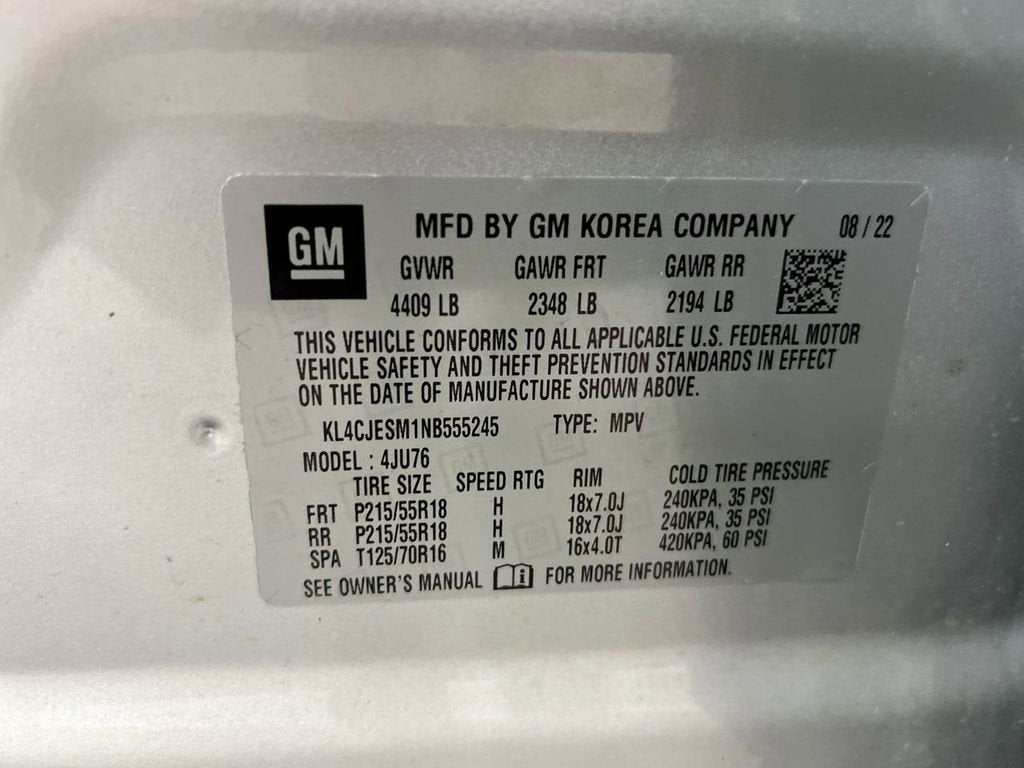 GM
MFD BY GM KOREA COMPANY 08 / 22
GVWR GAWR FRT GAWR RR
4409 LB 2348 LB 2194 LB
THIS VEHICLE CONFORMS TO ALL APPLICABLE U.S. FEDERAL MOTOR
VEHICLE SAFETY AND THEFT PREVENTION STANDARDS IN EFFECT
ON THE DATE OF MANUFACTURE SHOWN ABOVE.
KL4CJESM1NB555245 TYPE: MPV
MODEL : 4JU76
TIRE SIZE SPEED RTG RIM COLD TIRE PRESSURE
FRT P215/55R18 H 18x7.0J 240KPA, 35 PSI
RR P215/55R18 H 18x7.0J 240KPA, 35 PSI
SPA T125/70R16 M 16x4.0T 420KPA, 60 PSI
SEE OWNER'S MANUAL i FOR MORE INFORMATION.